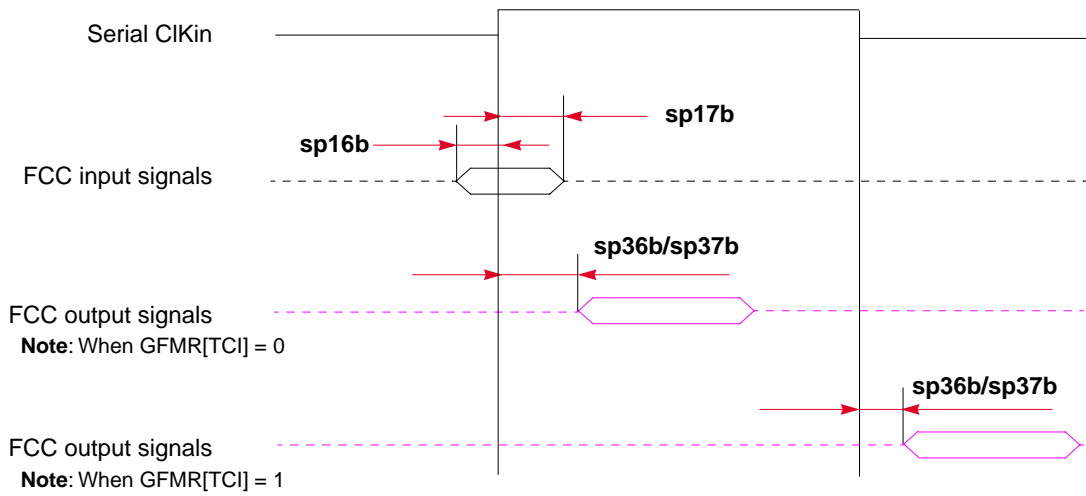 Serial ClKin
sp17b
sp16b
FCC input signals
sp36b/sp37b
FCC output signals
Note: When GFMR[TCI] = 0
sp36b/sp37b
FCC output signals
Note: When GFMR[TCI] = 1